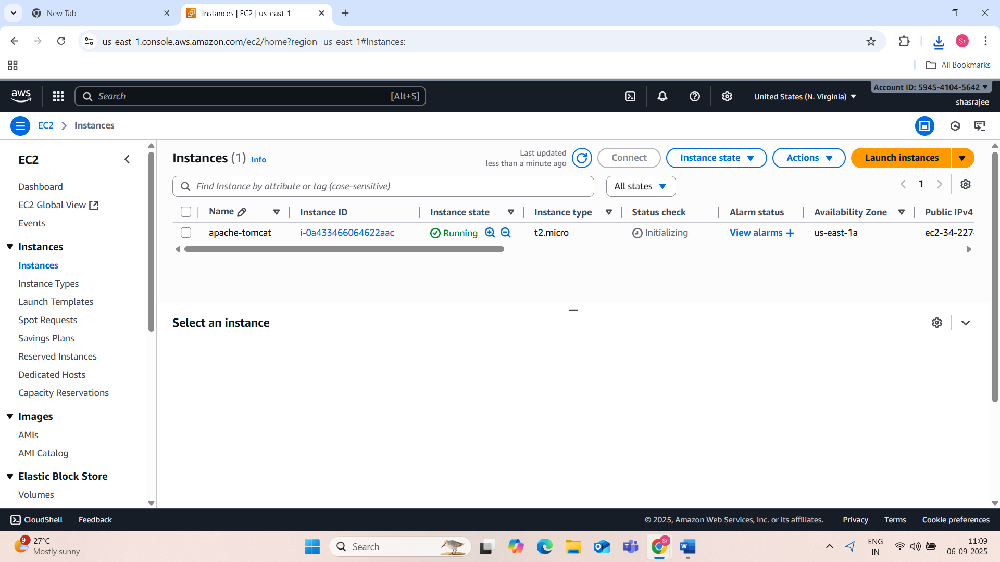 New Tab
Instances | EC2 | us-east-1
us-east-1.console.aws.amazon.com/ec2/home?region=us-east-1#Instances:
Sr
All Bookmarks
aws
Search
[Alt+S]
United States (N. Virginia)
Account ID: 5945-4104-5642
shasrajee
EC2
Instances
EC2
Dashboard
EC2 Global View
Events
Instances
Instances
Instance Types
Launch Templates
Spot Requests
Savings Plans
Reserved Instances
Dedicated Hosts
Capacity Reservations
Images
AMIs
AMI Catalog
Elastic Block Store
Volumes
Instances (1) Info
Last updated
less than a minute ago
Connect
Instance state
Actions
Launch instances
Find Instance by attribute or tag (case-sensitive)
All states
1
Name Instance ID Instance state Instance type Status check Alarm status Availability Zone Public IPv4
apache-tomcat i-0a433466064622aac Running t2.micro Initializing View alarms + us-east-1a ec2-34-227-
Select an instance
CloudShell Feedback
© 2025, Amazon Web Services, Inc. or its affiliates. Privacy Terms Cookie preferences
9+
27°C
Mostly sunny
Search
Sr
ENG
IN
11:09
06-09-2025